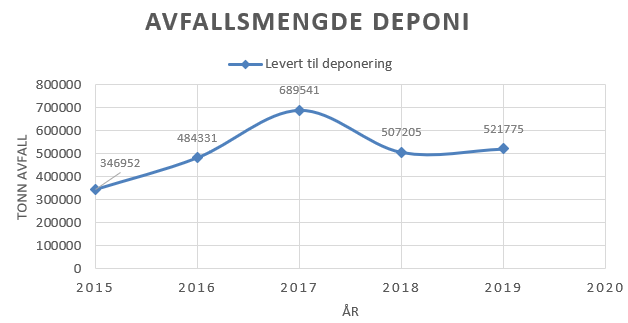 AVFALLSMENGDE DEPONI
Levert til deponering
800000
700000
600000
500000
400000
300000
200000
100000
0
TONN AVFALL
346952
484331
689541
507205
521775
2015 2016 2017 2018 2019 2020
ÅR